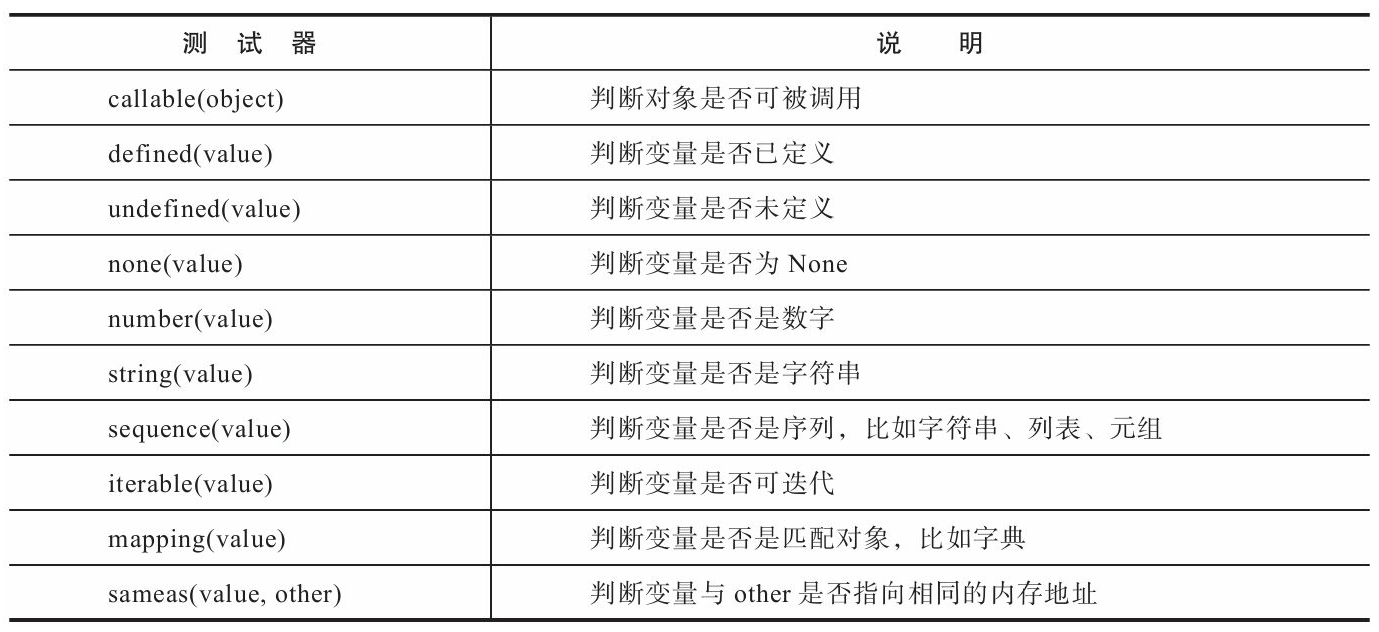 测 试 器 说 明
callable(object) 判断对象是否可被调用
defined(value) 判断变量是否已定义
undefined(value) 判断变量是否未定义
none(value) 判断变量是否为 None
number(value) 判断变量是否是数字
string(value) 判断变量是否是字符串
sequence(value) 判断变量是否是序列，比如字符串、列表、元组
iterable(value) 判断变量是否可迭代
mapping(value) 判断变量是否是匹配对象，比如字典
sameas(value, other) 判断变量与 other 是否指向相同的内存地址